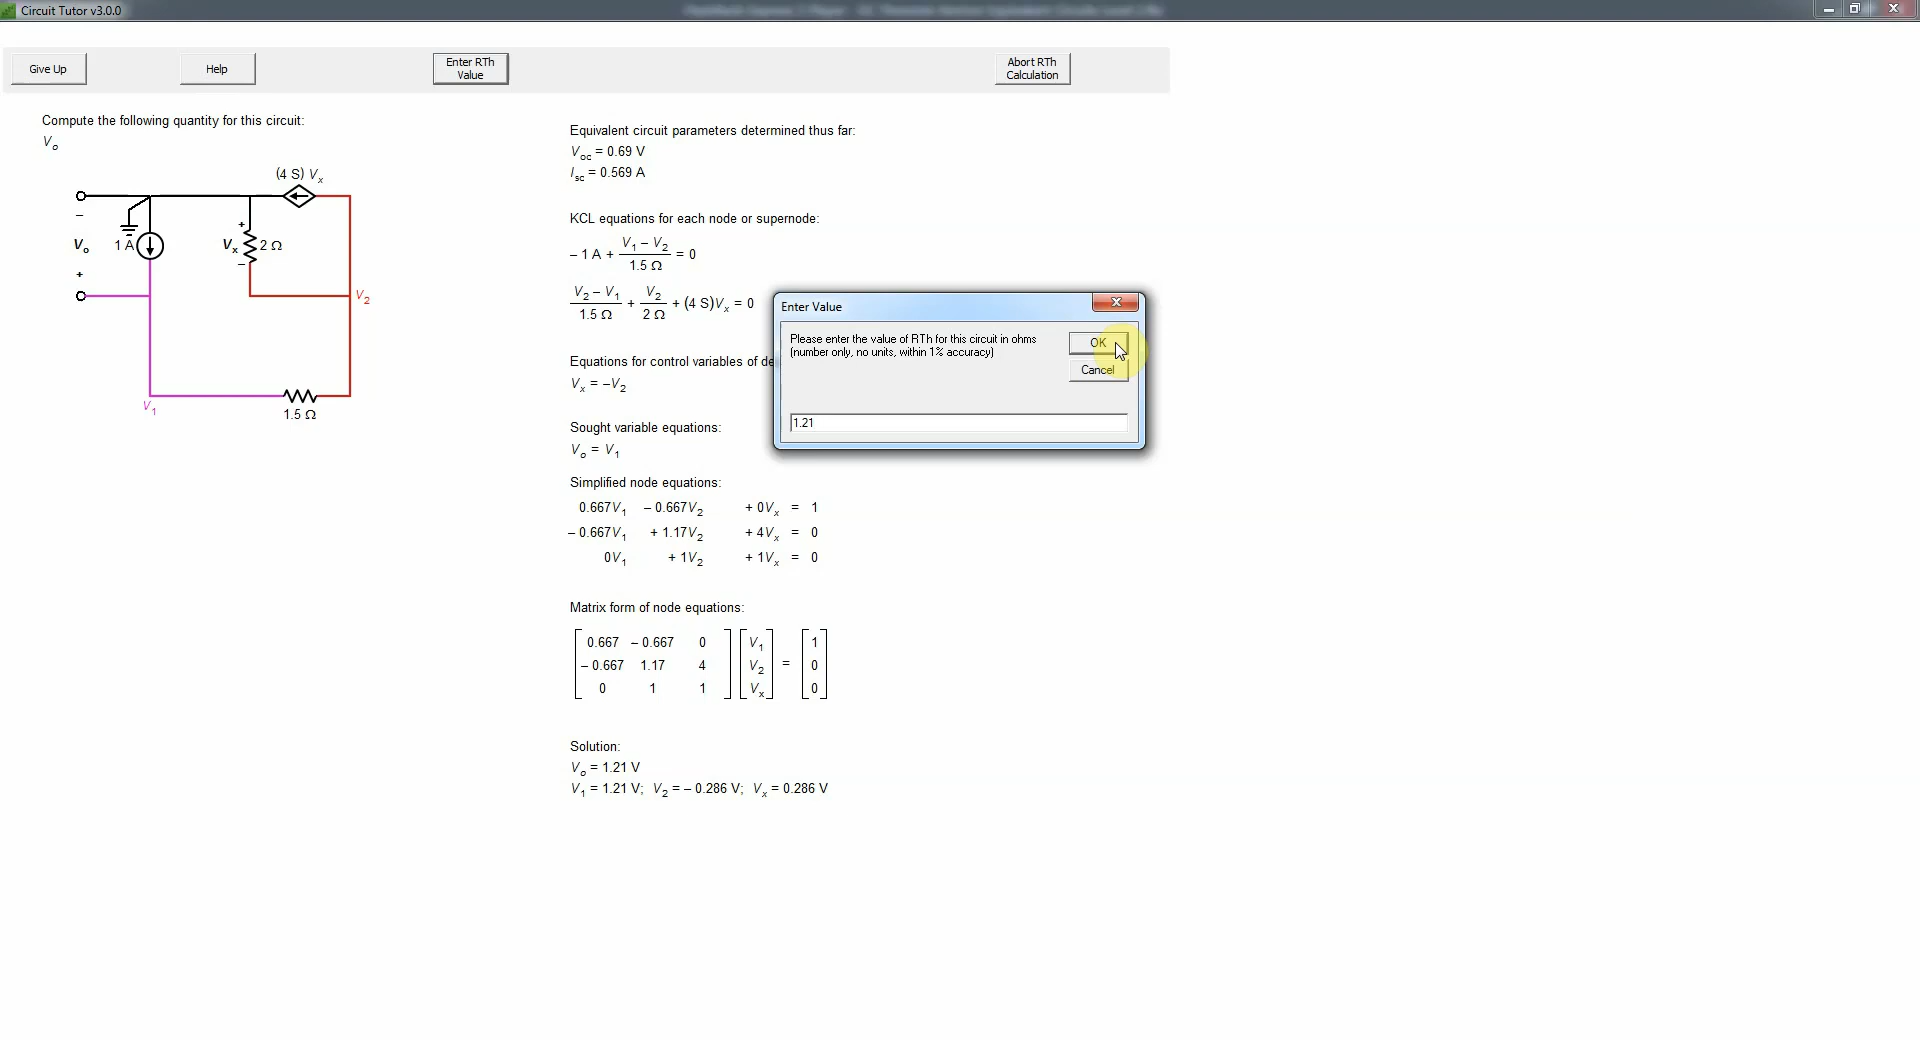 Circuit Tutor v3.0.0
Give Up
Help
Enter RTh
Value
Abort RTh
Calculation
Compute the following quantity for this circuit:
Vo
(4 S) Vx
−
Vo
+
1 A
+
Vx
−
2 Ω
V2
V1
1.5 Ω
Equivalent circuit parameters determined thus far:
Voc = 0.69 V
Isc = 0.569 A
KCL equations for each node or supernode:
− 1 A + (V1 − V2)/(1.5 Ω) = 0
(V2 − V1)/(1.5 Ω) + V2/(2 Ω) + (4 S)Vx = 0
Equations for control variables of de
Vx = −V2
Sought variable equations:
Vo = V1
Simplified node equations:
0.667V1 − 0.667V2 + 0Vx = 1
− 0.667V1 + 1.17V2 + 4Vx = 0
0V1 + 1V2 + 1Vx = 0
Matrix form of node equations:
0.667 − 0.667 0 V1 1
− 0.667 1.17 4 V2 = 0
0 1 1 Vx 0
Solution:
Vo = 1.21 V
V1 = 1.21 V; V2 = − 0.286 V; Vx = 0.286 V
Enter Value
Please enter the value of RTh for this circuit in ohms
(number only, no units, within 1% accuracy)
OK
Cancel
1.21